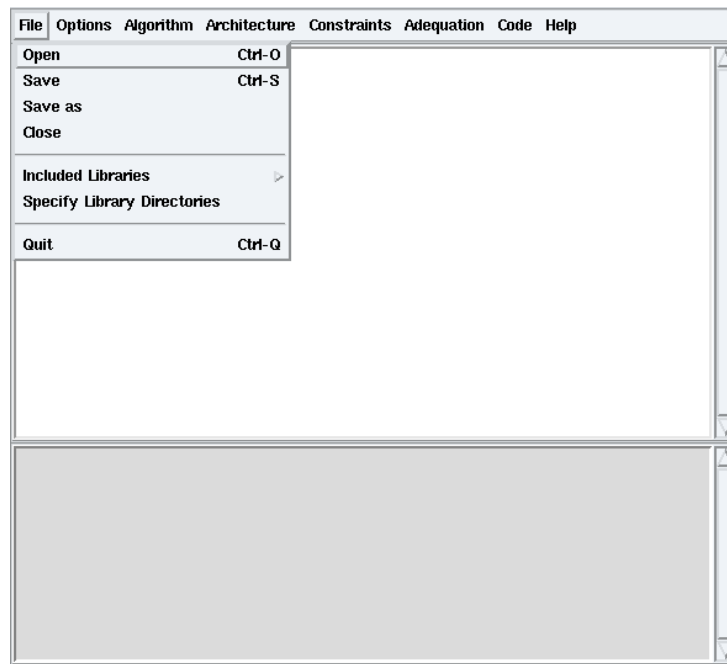 File Options Algorithm Architecture Constraints Adequation Code Help
Open Ctrl-O
Save Ctrl-S
Save as
Close
Included Libraries
Specify Library Directories
Quit Ctrl-Q